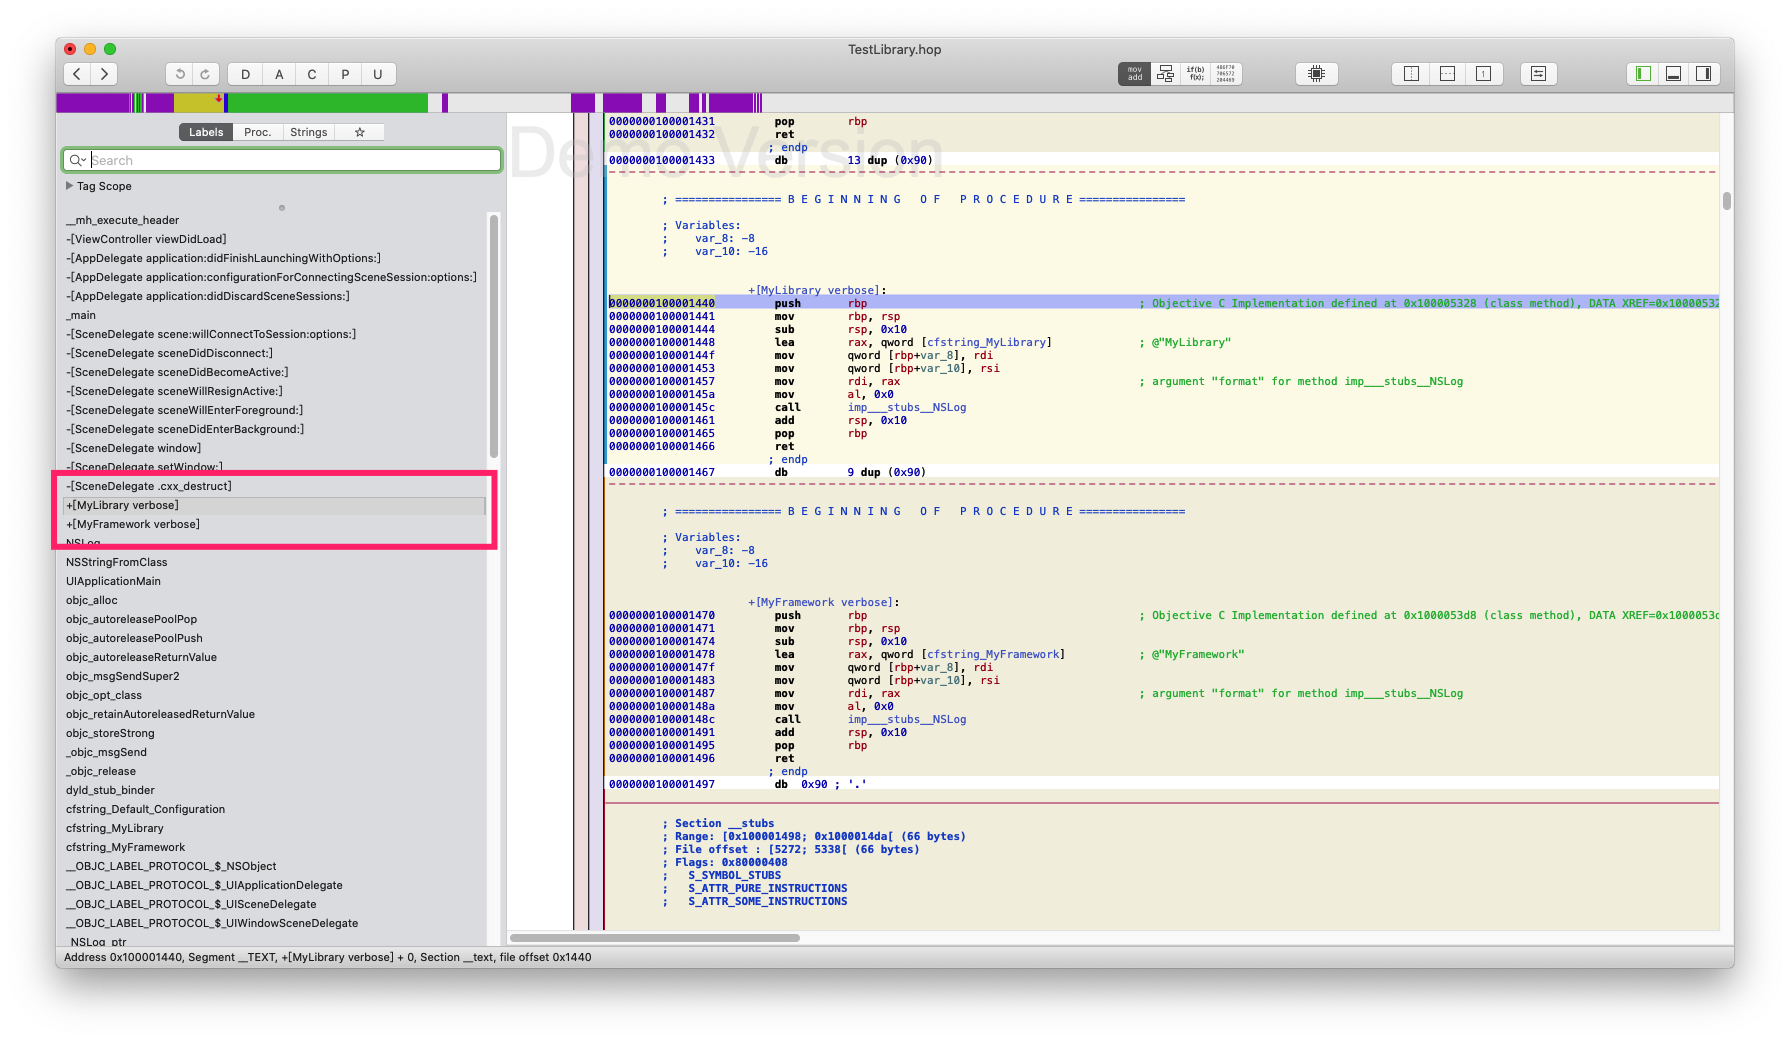 TestLibrary.hop
D A C P U
mov add
if(b) f(x);
Labels Proc. Strings
Search
Tag Scope
__mh_execute_header
-[ViewController viewDidLoad]
-[AppDelegate application:didFinishLaunchingWithOptions:]
-[AppDelegate application:configurationForConnectingSceneSession:options:]
-[AppDelegate application:didDiscardSceneSessions:]
_main
-[SceneDelegate scene:willConnectToSession:options:]
-[SceneDelegate sceneDidDisconnect:]
-[SceneDelegate sceneDidBecomeActive:]
-[SceneDelegate sceneWillResignActive:]
-[SceneDelegate sceneWillEnterForeground:]
-[SceneDelegate sceneDidEnterBackground:]
-[SceneDelegate window]
-[SceneDelegate setWindow:]
-[SceneDelegate .cxx_destruct]
+[MyLibrary verbose]
+[MyFramework verbose]
NSLog
NSStringFromClass
UIApplicationMain
objc_alloc
objc_autoreleasePoolPop
objc_autoreleasePoolPush
objc_autoreleaseReturnValue
objc_msgSendSuper2
objc_opt_class
objc_retainAutoreleasedReturnValue
objc_storeStrong
_objc_msgSend
_objc_release
dyld_stub_binder
cfstring_Default_Configuration
cfstring_MyLibrary
cfstring_MyFramework
__OBJC_LABEL_PROTOCOL_$_NSObject
__OBJC_LABEL_PROTOCOL_$_UIApplicationDelegate
__OBJC_LABEL_PROTOCOL_$_UISceneDelegate
__OBJC_LABEL_PROTOCOL_$_UIWindowSceneDelegate
_NSLog_ptr
Demo Version
0000000100001431 pop rbp
0000000100001432 ret
; endp
0000000100001433 db 13 dup (0x90)
; ================ B E G I N N I N G   O F   P R O C E D U R E ================
; Variables:
; var_8: -8
; var_10: -16
+[MyLibrary verbose]:
0000000100001440 push rbp ; Objective C Implementation defined at 0x100005328 (class method), DATA XREF=0x10000532
0000000100001441 mov rbp, rsp
0000000100001444 sub rsp, 0x10
0000000100001448 lea rax, qword [cfstring_MyLibrary] ; @"MyLibrary"
000000010000144f mov qword [rbp+var_8], rdi
0000000100001453 mov qword [rbp+var_10], rsi
0000000100001457 mov rdi, rax ; argument "format" for method imp___stubs__NSLog
000000010000145a mov al, 0x0
000000010000145c call imp___stubs__NSLog
0000000100001461 add rsp, 0x10
0000000100001465 pop rbp
0000000100001466 ret
; endp
0000000100001467 db 9 dup (0x90)
; ================ B E G I N N I N G   O F   P R O C E D U R E ================
; Variables:
; var_8: -8
; var_10: -16
+[MyFramework verbose]:
0000000100001470 push rbp ; Objective C Implementation defined at 0x1000053d8 (class method), DATA XREF=0x1000053d
0000000100001471 mov rbp, rsp
0000000100001474 sub rsp, 0x10
0000000100001478 lea rax, qword [cfstring_MyFramework] ; @"MyFramework"
000000010000147f mov qword [rbp+var_8], rdi
0000000100001483 mov qword [rbp+var_10], rsi
0000000100001487 mov rdi, rax ; argument "format" for method imp___stubs__NSLog
000000010000148a mov al, 0x0
000000010000148c call imp___stubs__NSLog
0000000100001491 add rsp, 0x10
0000000100001495 pop rbp
0000000100001496 ret
; endp
0000000100001497 db 0x90 ; '.'
; Section __stubs
; Range: [0x100001498; 0x1000014da[ (66 bytes)
; File offset : [5272; 5338[ (66 bytes)
; Flags: 0x80000408
; S_SYMBOL_STUBS
; S_ATTR_PURE_INSTRUCTIONS
; S_ATTR_SOME_INSTRUCTIONS
Address 0x100001440, Segment __TEXT, +[MyLibrary verbose] + 0, Section __text, file offset 0x1440